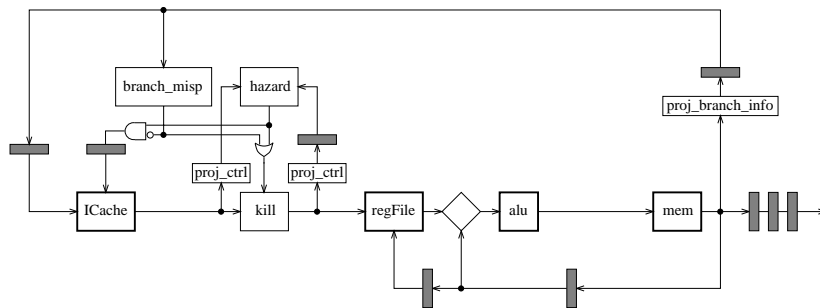 branch_misp
hazard
proj_branch_info
proj_ctrl
proj_ctrl
ICache
kill
regFile
alu
mem